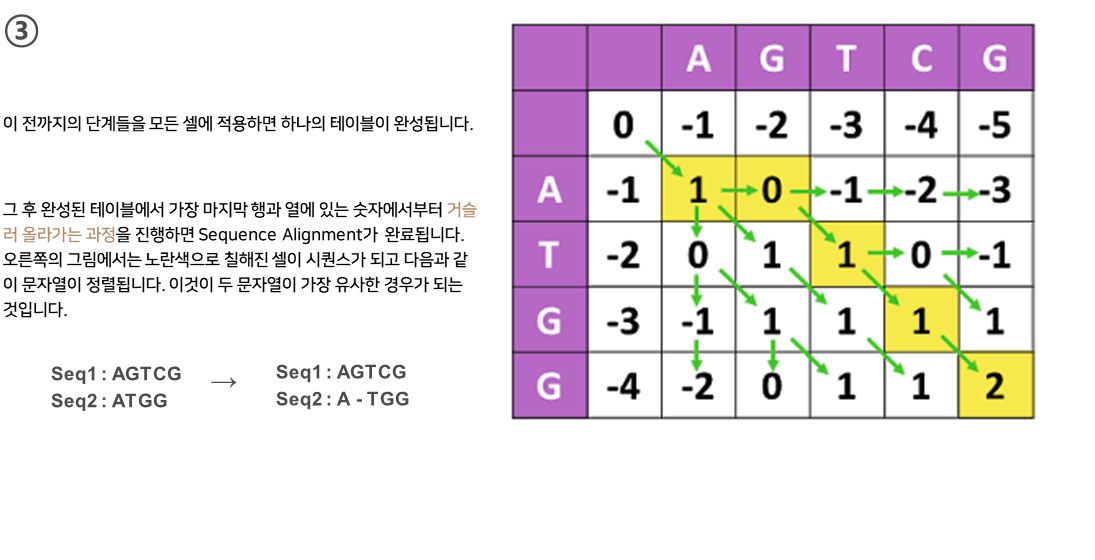 ③
이 전까지의 단계들을 모든 셀에 적용하면 하나의 테이블이 완성됩니다.
그 후 완성된 테이블에서 가장 마지막 행과 열에 있는 숫자에서부터 거슬
러 올라가는 과정을 진행하면 Sequence Alignment가 완료됩니다.
오른쪽의 그림에서는 노란색으로 칠해진 셀이 시퀀스가 되고 다음과 같
이 문자열이 정렬됩니다. 이것이 두 문자열이 가장 유사한 경우가 되는
것입니다.
Seq1 : AGTCG → Seq1 : AGTCG
Seq2 : ATGG Seq2 : A - TGG
A G T C G
0 -1 -2 -3 -4 -5
A -1 1 0 -1 -2 -3
T -2 0 1 1 0 -1
G -3 -1 1 1 1 1
G -4 -2 0 1 1 2